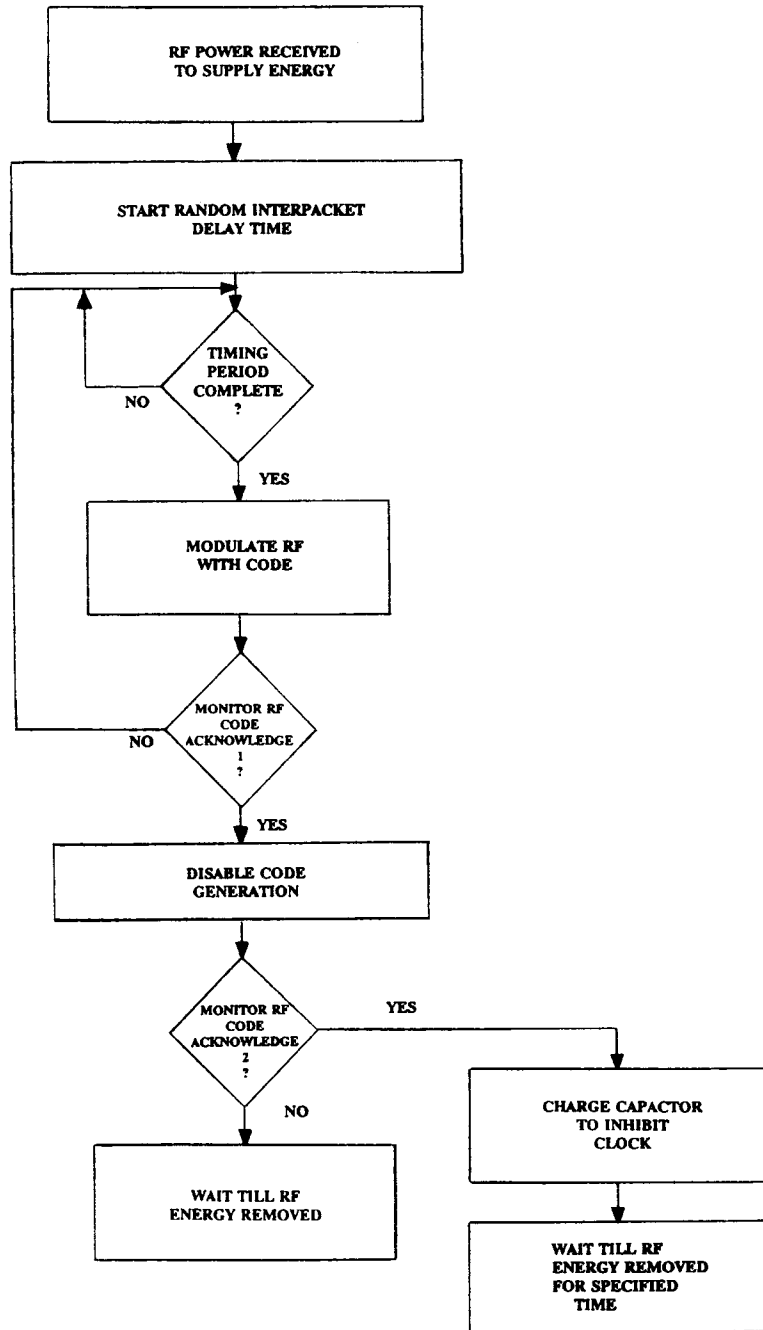 RF POWER RECEIVED
TO SUPPLY ENERGY
START RANDOM INTERPACKET
DELAY TIME
TIMING
PERIOD
COMPLETE
?
NO
YES
MODULATE RF
WITH CODE
MONITOR RF
CODE
ACKNOWLEDGE
1
?
NO
YES
DISABLE CODE
GENERATION
MONITOR RF
CODE
ACKNOWLEDGE
2
?
YES
NO
CHARGE CAPACTOR
TO INHIBIT
CLOCK
WAIT TILL RF
ENERGY REMOVED
WAIT TILL RF
ENERGY REMOVED
FOR SPECIFIED
TIME